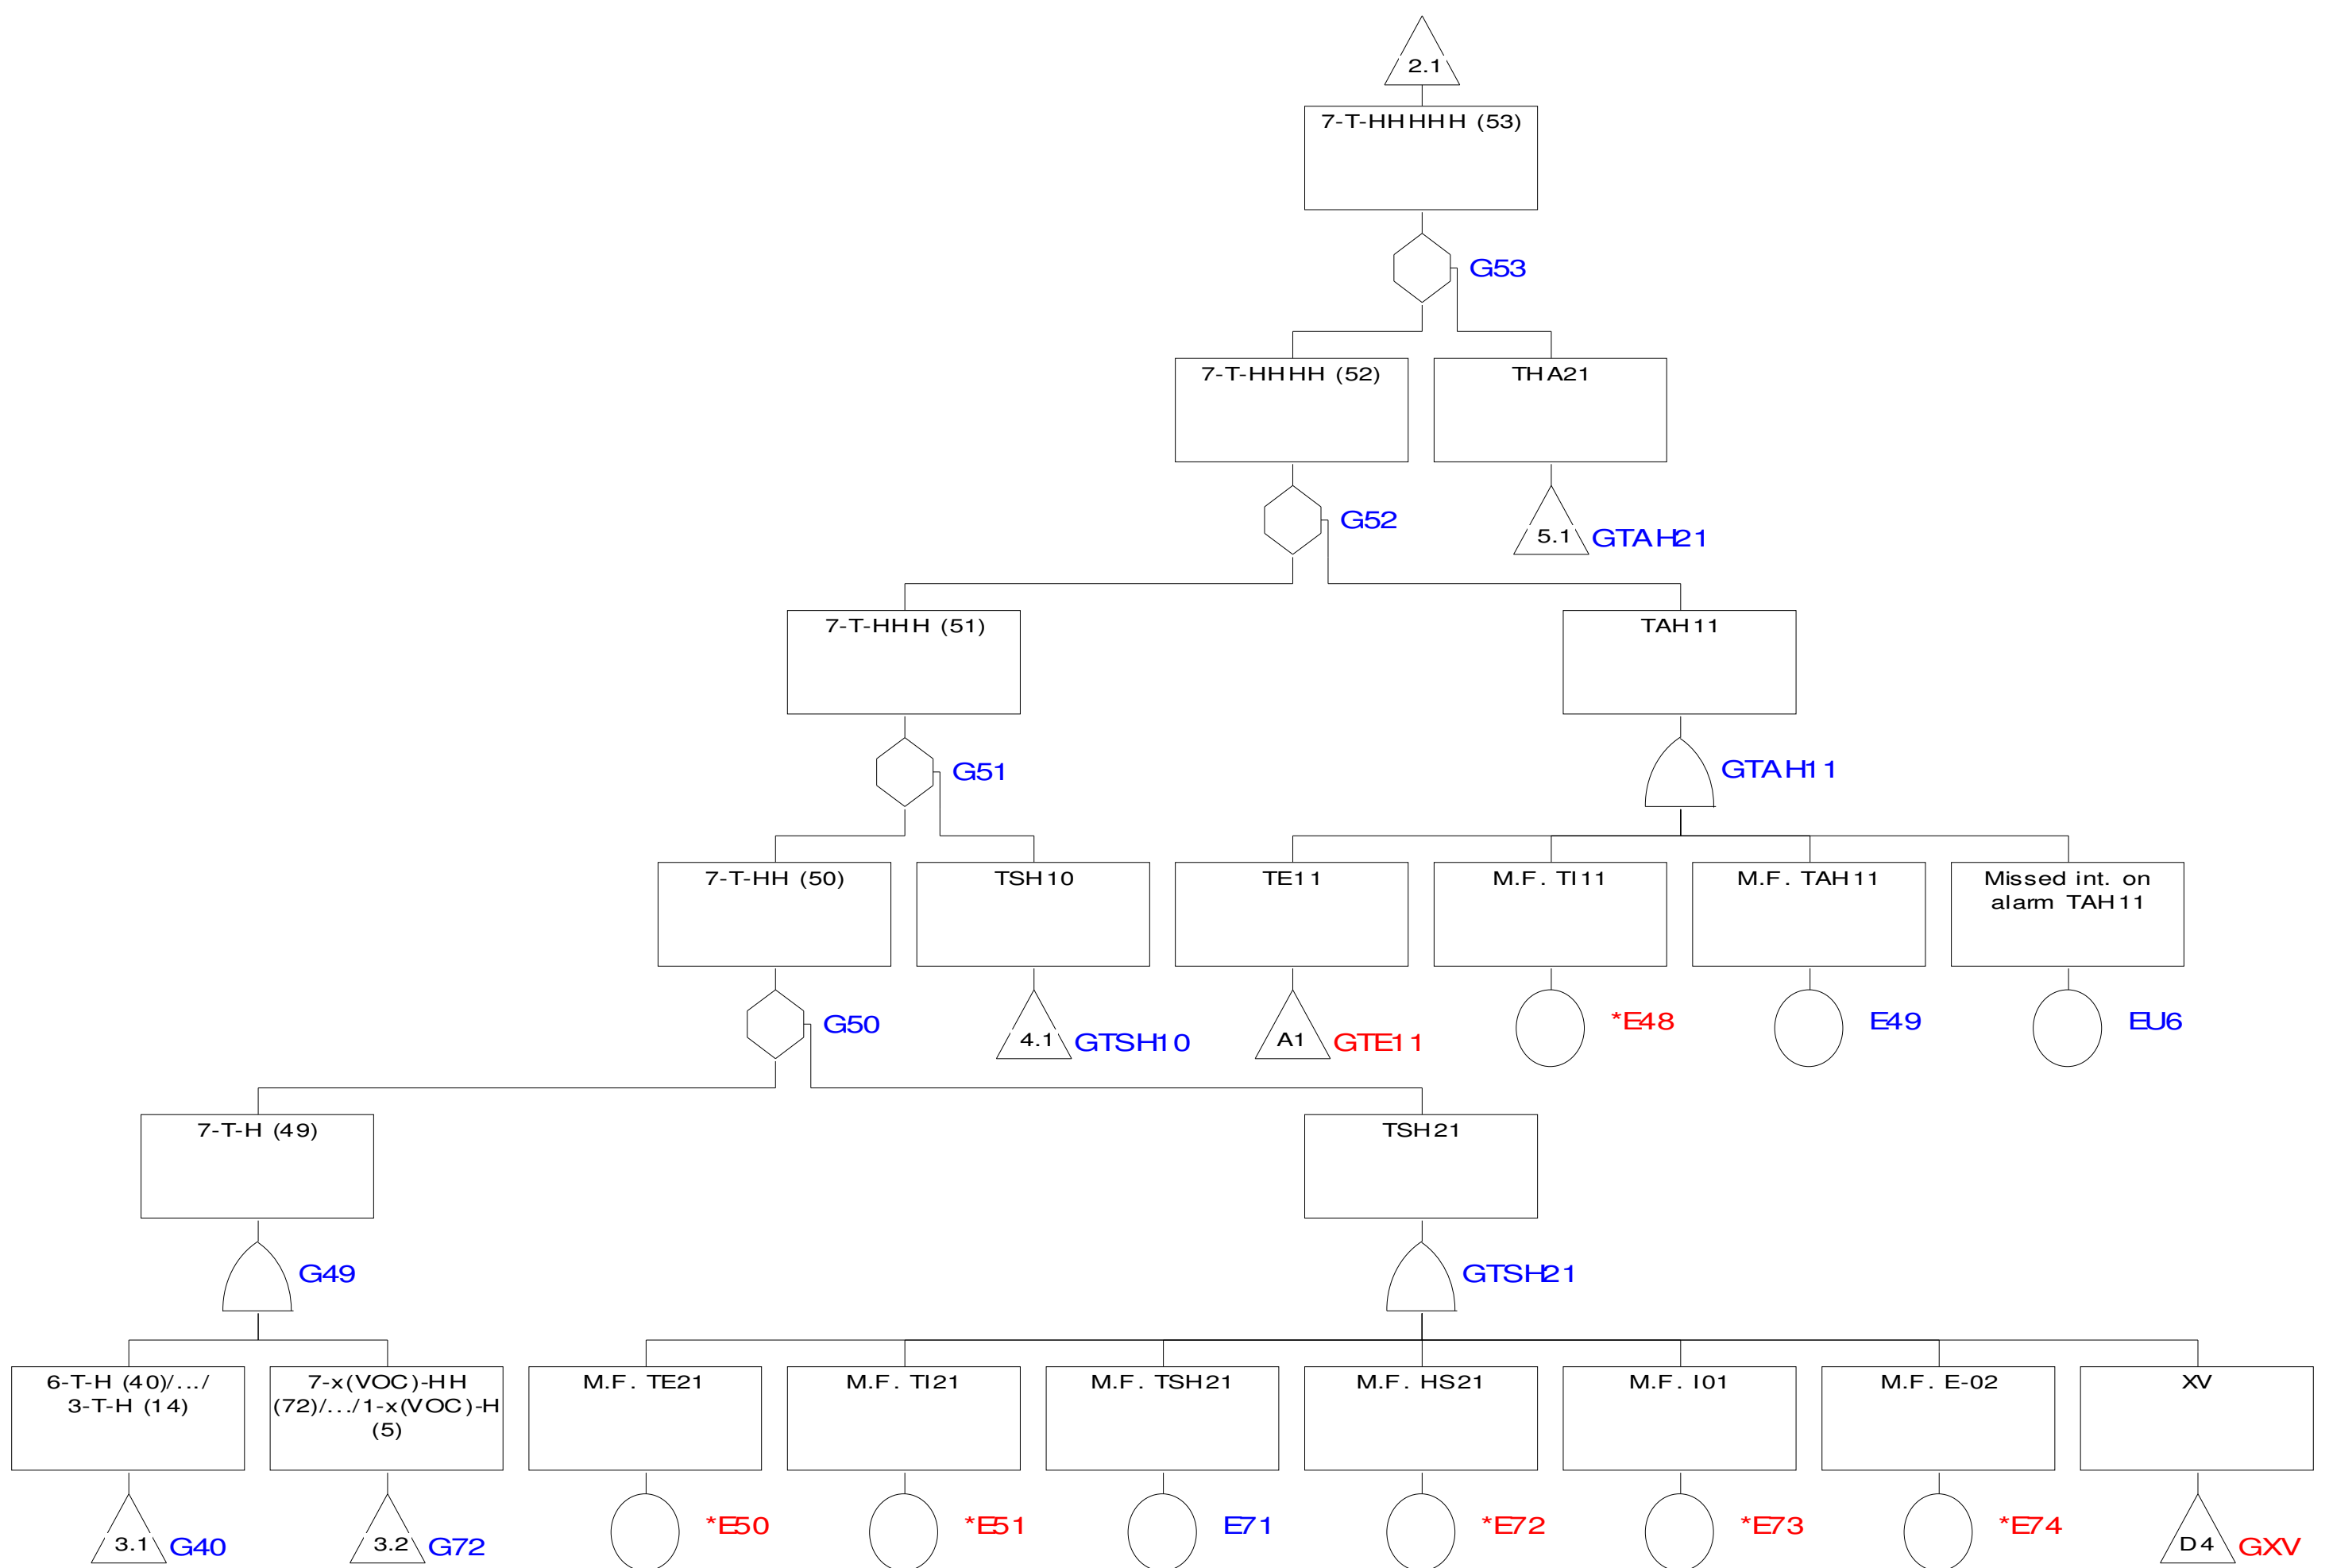 2.1
7-T-HHHHH (53)
G53
7-T-HHHH (52)
THA21
G52
5.1
GTAH21
7-T-HHH (51)
TAH11
G51
GTAH11
7-T-HH (50)
TSH10
TE11
M.F. TI11
M.F. TAH11
Missed int. on
alarm TAH11
G50
4.1
GTSH10
A1
GTE11
*E48
E49
EU6
7-T-H (49)
TSH21
G49
GTSH21
6-T-H (40)/.../
3-T-H (14)
7-x(VOC)-HH
(72)/.../1-x(VOC)-H
(5)
M.F. TE21
M.F. TI21
M.F. TSH21
M.F. HS21
M.F. I01
M.F. E-02
XV
3.1
G40
3.2
G72
*E50
*E51
E71
*E72
*E73
*E74
D4
GXV